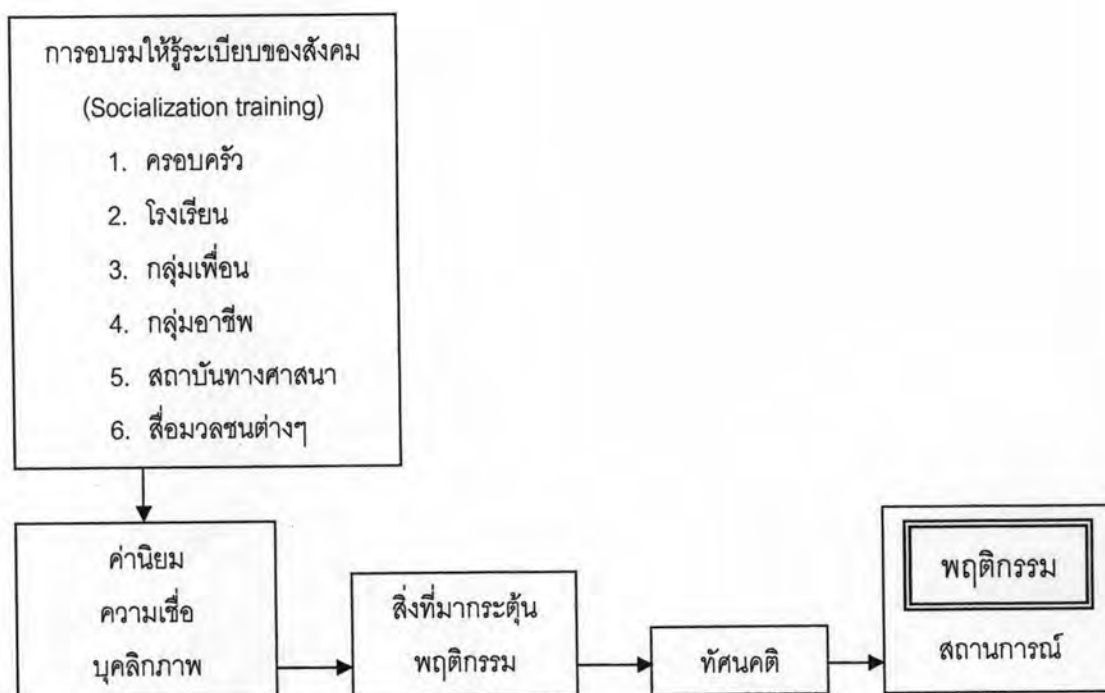 การอบรมให้รู้ระเบียบของสังคม
(Socialization training)
1. ครอบครัว
2. โรงเรียน
3. กลุ่มเพื่อน
4. กลุ่มอาชีพ
5. สถาบันทางศาสนา
6. สื่อมวลชนต่างๆ
ค่านิยม
ความเชื่อ
บุคลิกภาพ
สิ่งที่มากระตุ้น
พฤติกรรม
ทัศนคติ
พฤติกรรม
สถานการณ์